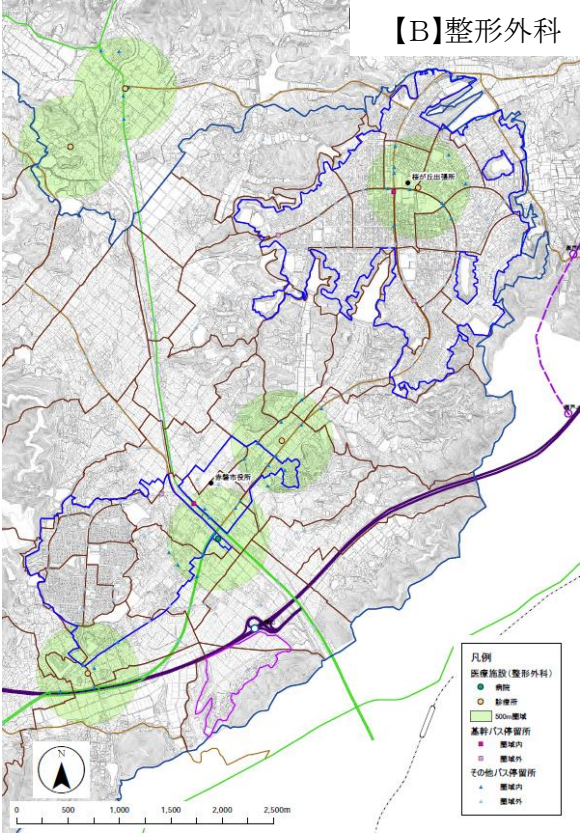 【B】整形外科
桜が丘出張所
赤磐市役所
凡例
医療施設(整形外科)
病院
診療所
500m圏域
基幹バス停留所
圏域内
圏域外
その他バス停留所
圏域内
圏域外
N
0 500 1,000 1,500 2,000 2,500m